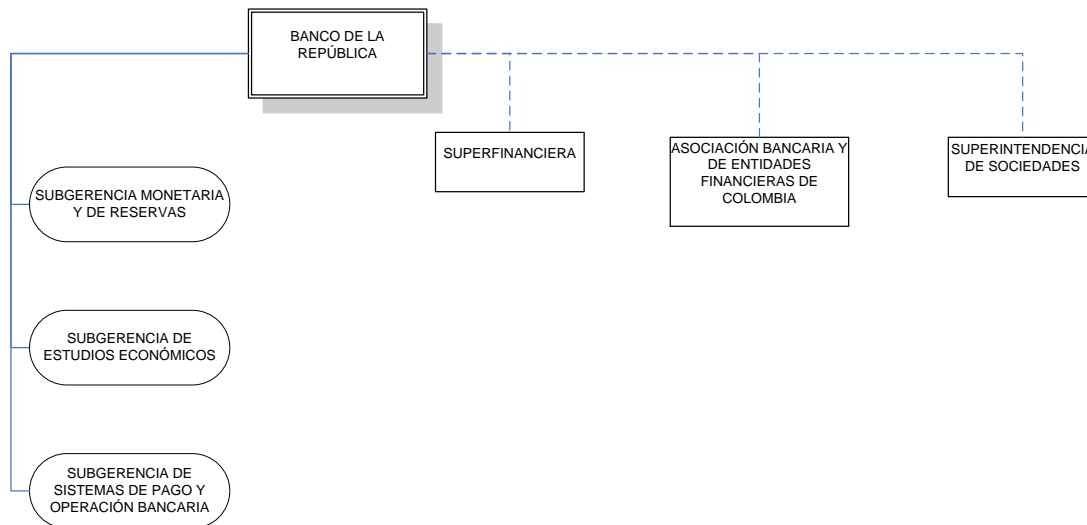 BANCO DE LA
REPÚBLICA
SUPERFINANCIERA
ASOCIACIÓN BANCARIA Y
DE ENTIDADES
FINANCIERAS DE
COLOMBIA
SUPERINTENDENCIA
DE SOCIEDADES
SUBGERENCIA MONETARIA
Y DE RESERVAS
SUBGERENCIA DE
ESTUDIOS ECONÓMICOS
SUBGERENCIA DE
SISTEMAS DE PAGO Y
OPERACIÓN BANCARIA